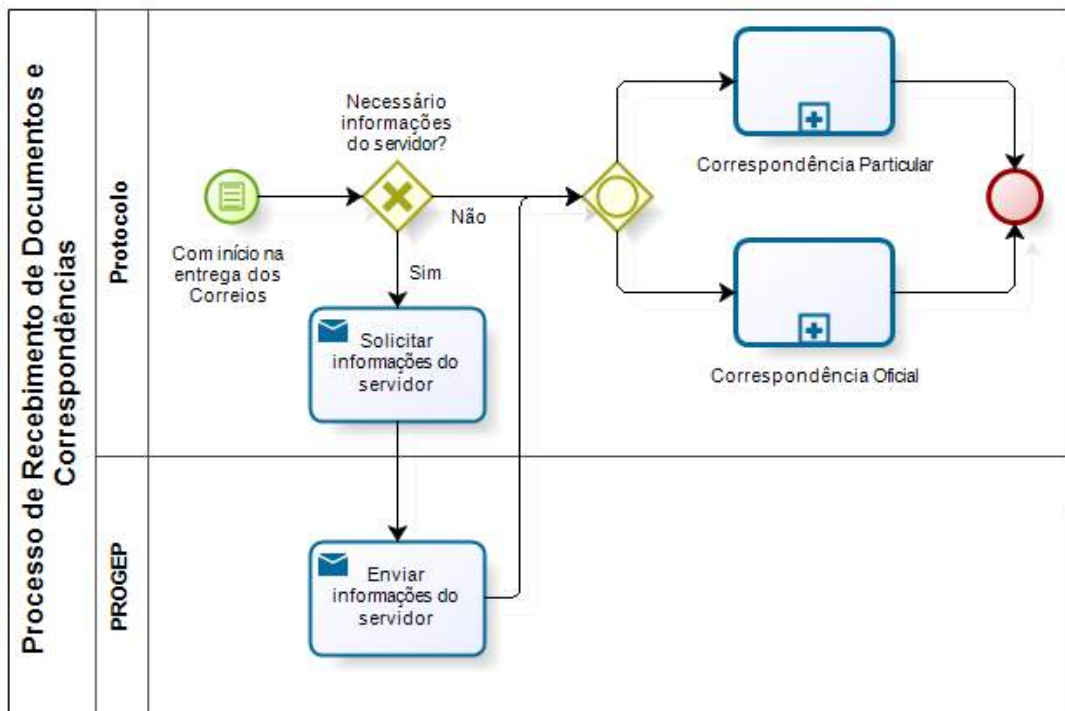 Processo de Recebimento de Documentos e
Correspondências
Protocolo
Com início na
entrega dos
Correios
Necessário
informações
do servidor?
Não
Sim
Solicitar
informações do
servidor
Correspondência Particular
Correspondência Oficial
PROGEP
Enviar
informações do
servidor